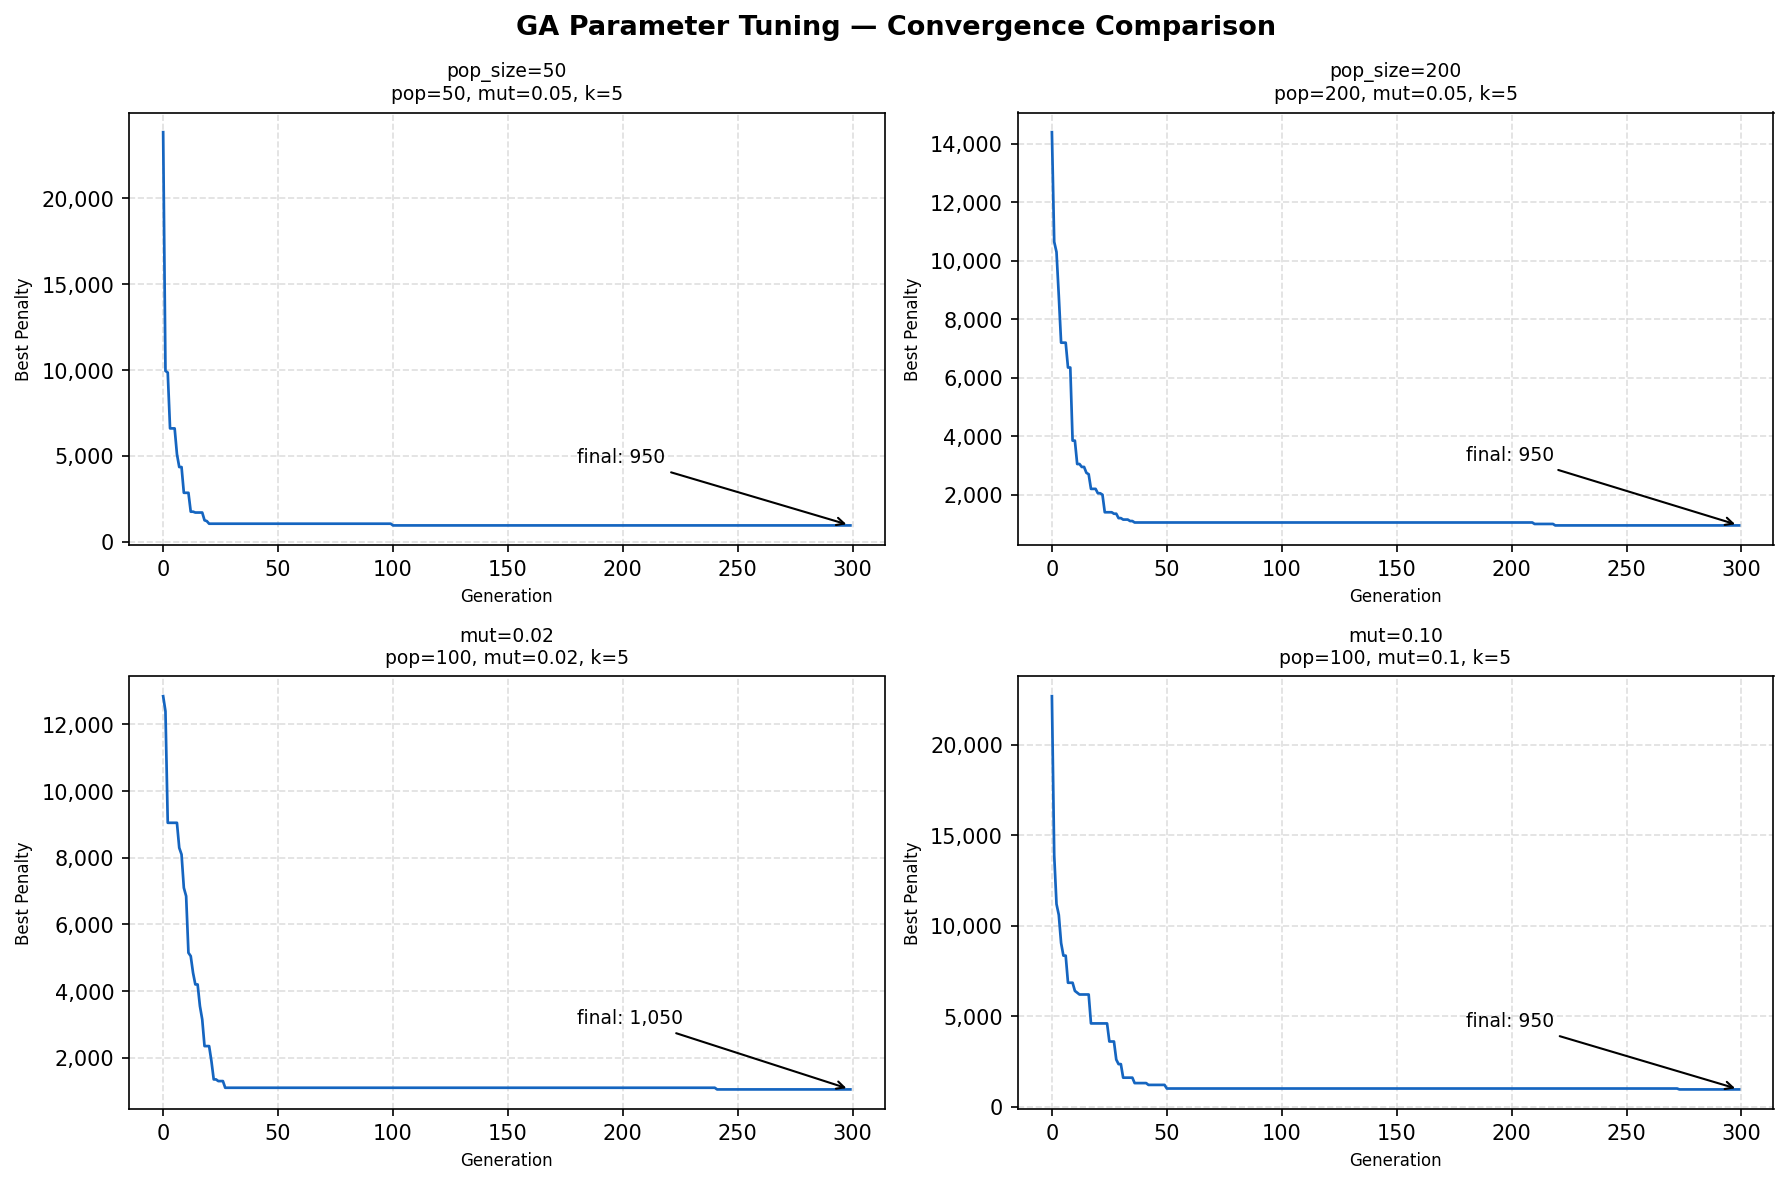 GA Parameter Tuning — Convergence Comparison
pop_size=50
pop=50, mut=0.05, k=5
Best Penalty
20,000
15,000
10,000
5,000
0
final: 950
0 50 100 150 200 250 300
Generation
pop_size=200
pop=200, mut=0.05, k=5
Best Penalty
14,000
12,000
10,000
8,000
6,000
4,000
2,000
final: 950
0 50 100 150 200 250 300
Generation
mut=0.02
pop=100, mut=0.02, k=5
Best Penalty
12,000
10,000
8,000
6,000
4,000
2,000
final: 1,050
0 50 100 150 200 250 300
Generation
mut=0.10
pop=100, mut=0.1, k=5
Best Penalty
20,000
15,000
10,000
5,000
0
final: 950
0 50 100 150 200 250 300
Generation